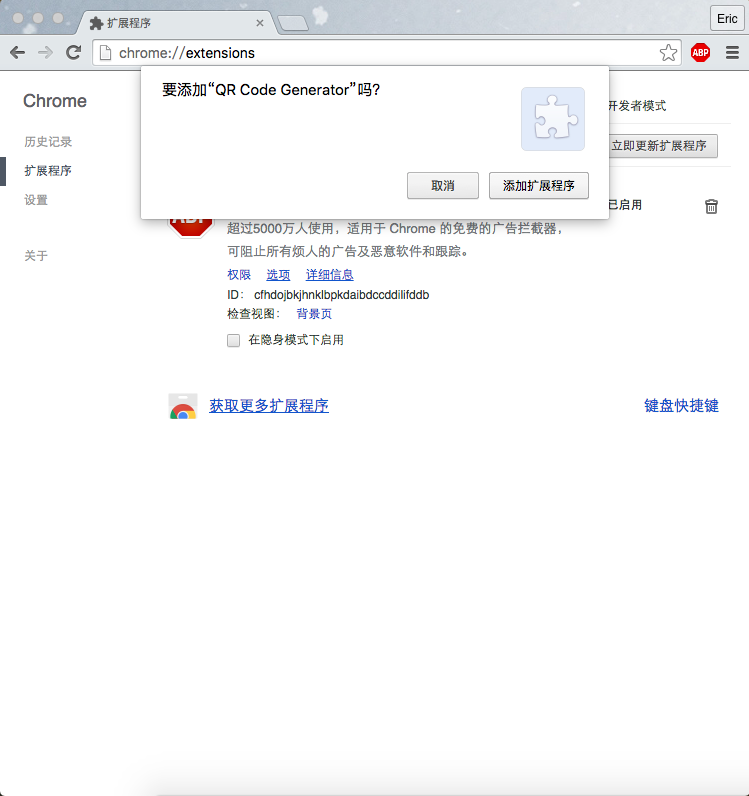 扩展程序
Eric
chrome://extensions
ABP
Chrome
历史记录
扩展程序
设置
关于
要添加“QR Code Generator”吗?
取消
添加扩展程序
开发者模式
立即更新扩展程序
已启用
超过5000万人使用，适用于 Chrome 的免费的广告拦截器，
可阻止所有烦人的广告及恶意软件和跟踪。
权限 选项 详细信息
ID: cfhdojbkjhnklbpkdaibdccddilifddb
检查视图： 背景页
在隐身模式下启用
获取更多扩展程序
键盘快捷键